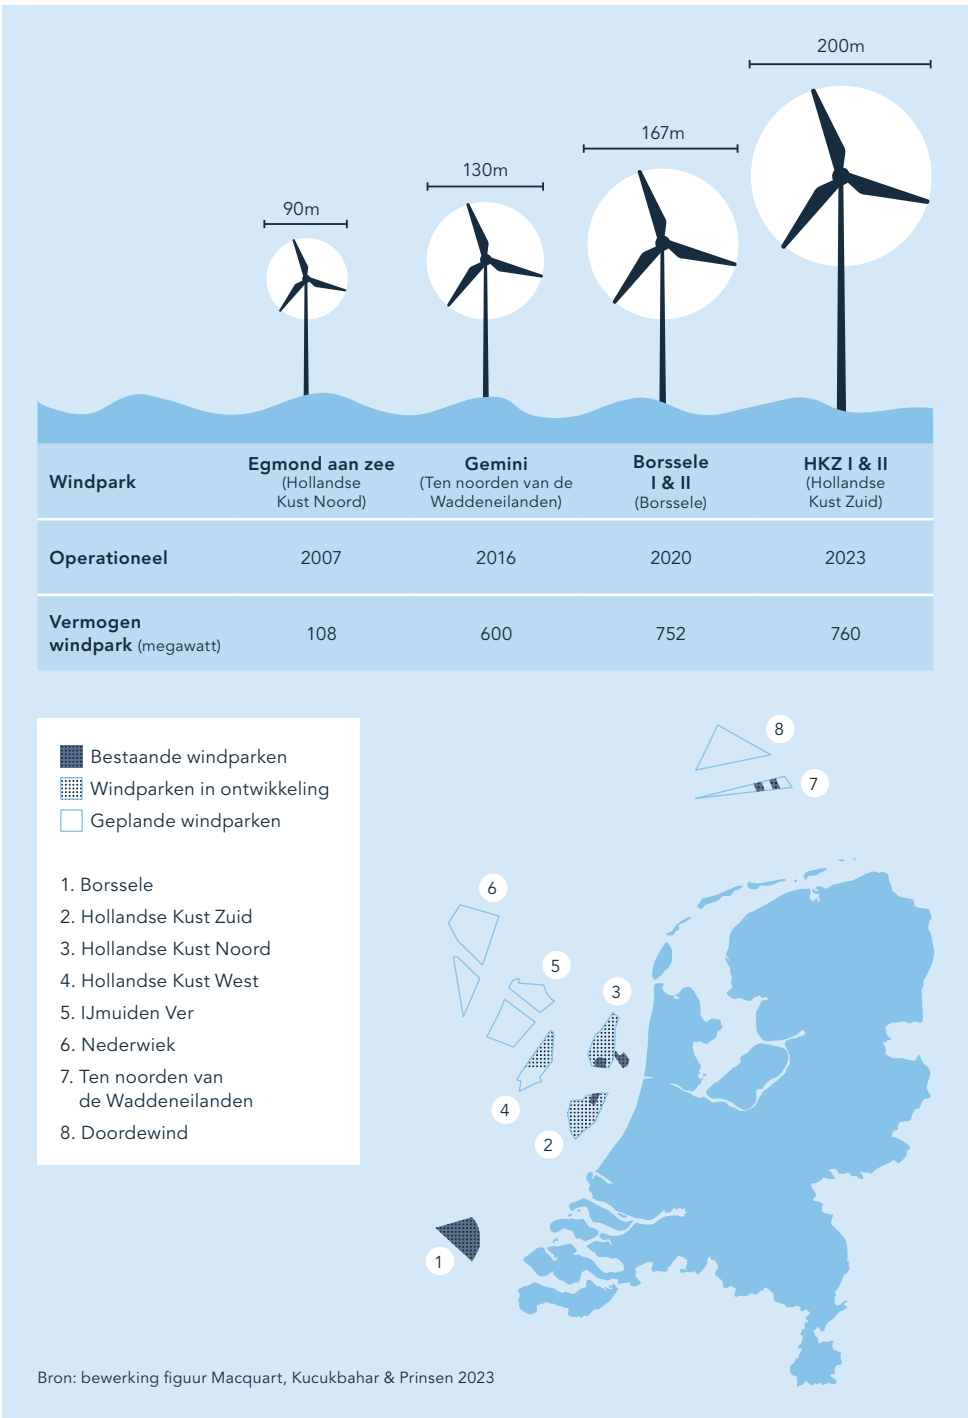 200m
167m
130m
90m
Windpark
Egmond aan zee
(Hollandse
Kust Noord)
Gemini
(Ten noorden van de
Waddeneilanden)
Borssele
I & II
(Borssele)
HKZ I & II
(Hollandse
Kust Zuid)
Operationeel 2007 2016 2020 2023
Vermogen
windpark (megawatt) 108 600 752 760
Bestaande windparken
Windparken in ontwikkeling
Geplande windparken
1. Borssele
2. Hollandse Kust Zuid
3. Hollandse Kust Noord
4. Hollandse Kust West
5. IJmuiden Ver
6. Nederwiek
7. Ten noorden van
de Waddeneilanden
8. Doordewind
8
7
6
5
3
4
2
1
Bron: bewerking figuur Macquart, Kucukbahar & Prinsen 2023